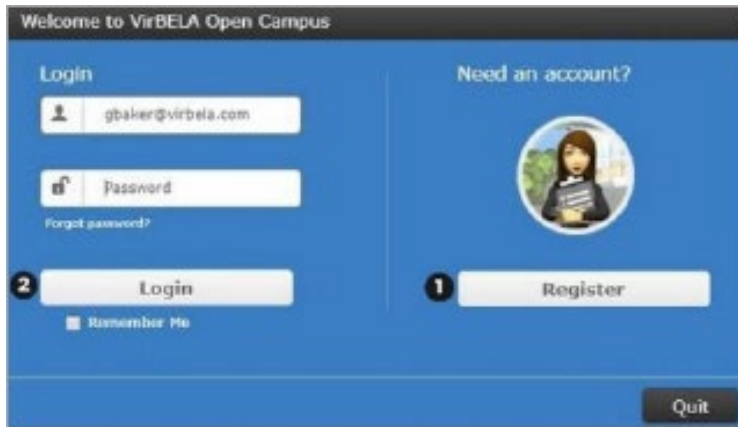 Welcome to VirBELA Open Campus
Login
gbaker@virbela.com
Password
Forgot password?
2 Login
Remember Me
Need an account?
1 Register
Quit